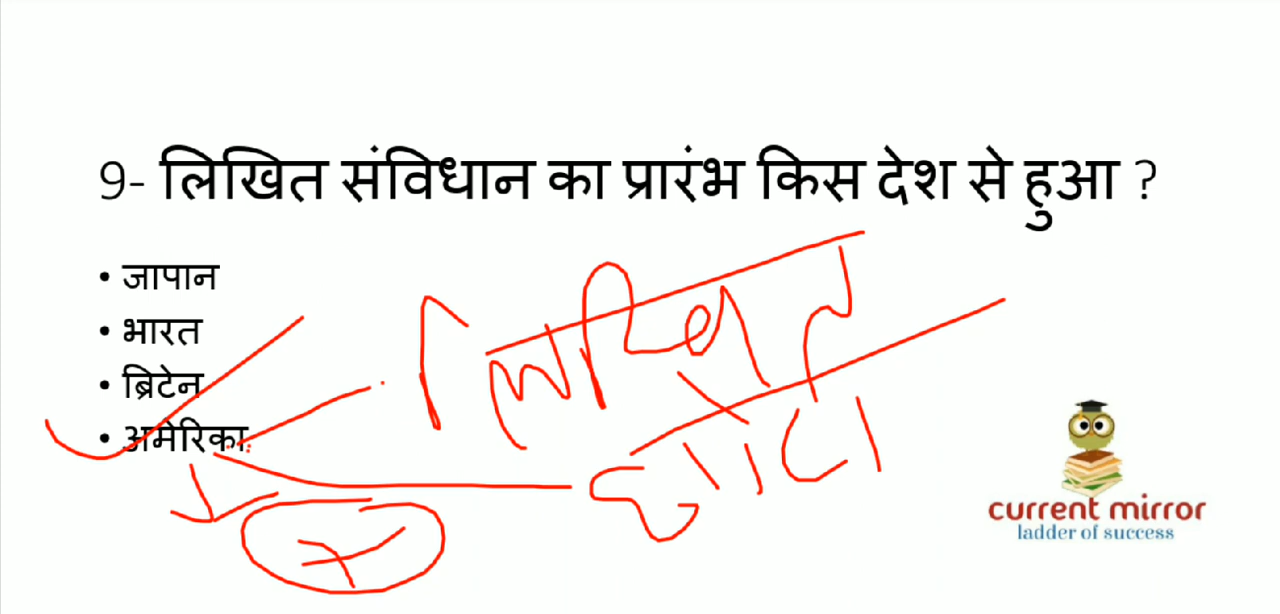 9- लिखित संविधान का प्रारंभ किस देश से हुआ ?
• जापान
• भारत
• ब्रिटेन
• अमेरिका
लिखित
छोटा
current mirror
ladder of success